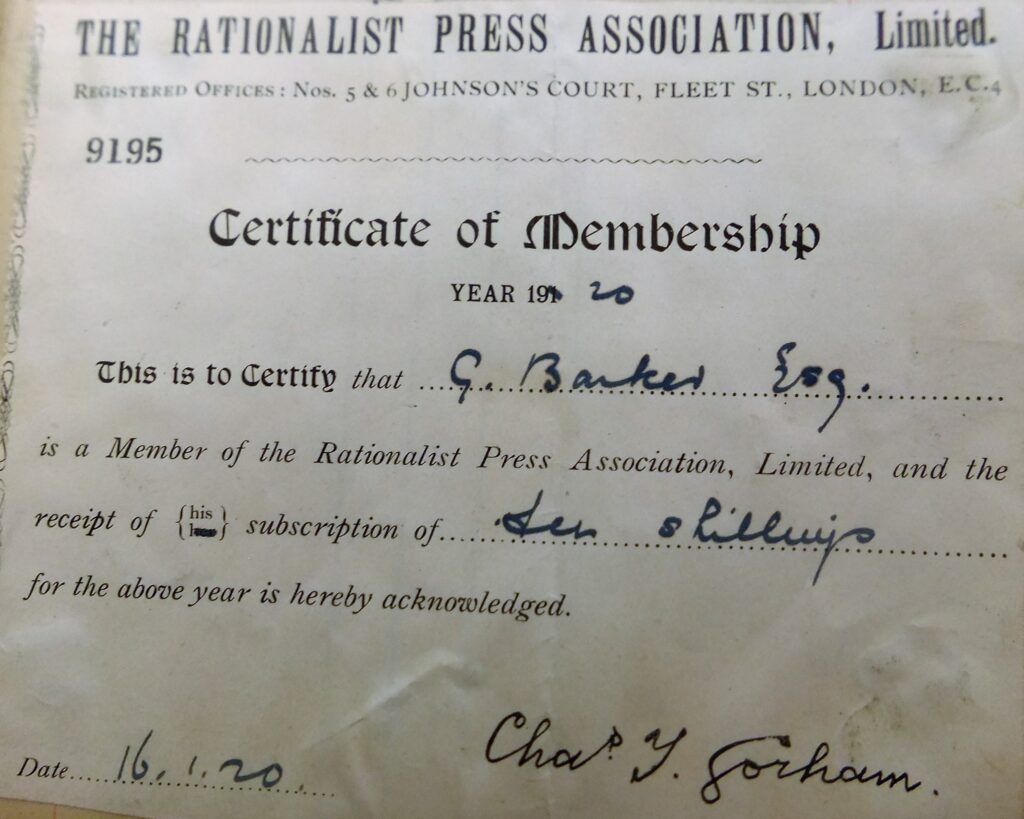 THE RATIONALIST PRESS ASSOCIATION, Limited.
REGISTERED OFFICES: Nos. 5 & 6 JOHNSON'S COURT, FLEET ST., LONDON, E.C.4
9195
Certificate of Membership
YEAR 191 20
This is to Certify that G. Barker Esq.
is a Member of the Rationalist Press Association, Limited, and the
receipt of {his} subscription of ten shillings
for the above year is hereby acknowledged.
Date 16.1.20. Chas. T. Gorham.